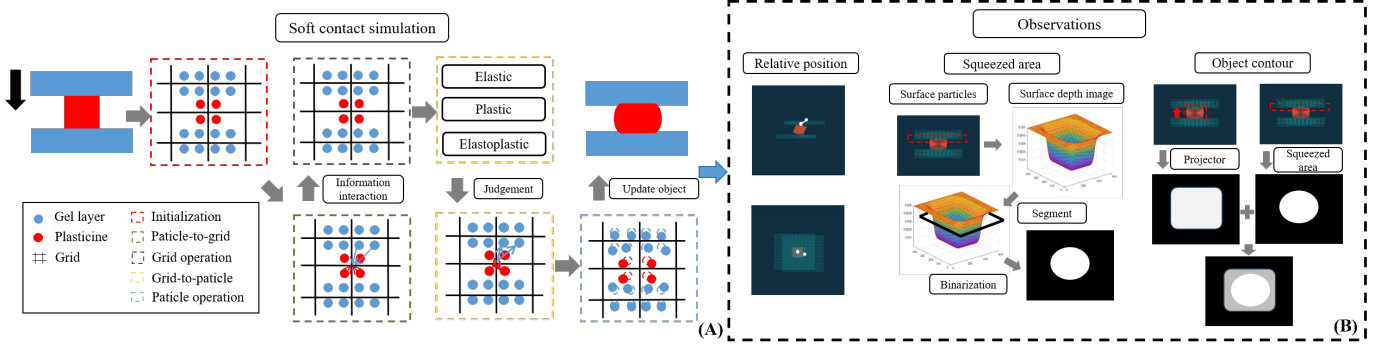 Soft contact simulation
Elastic
Plastic
Elastoplastic
Information
interaction
Judgement
Update object
Gel layer
Plasticine
Grid
Initialization
Paticle-to-grid
Grid operation
Grid-to-paticle
Paticle operation
(A)
Observations
Relative position
Squeezed area
Object contour
Surface particles
Surface depth image
Segment
Binarization
Projector
Squeezed
area
(B)